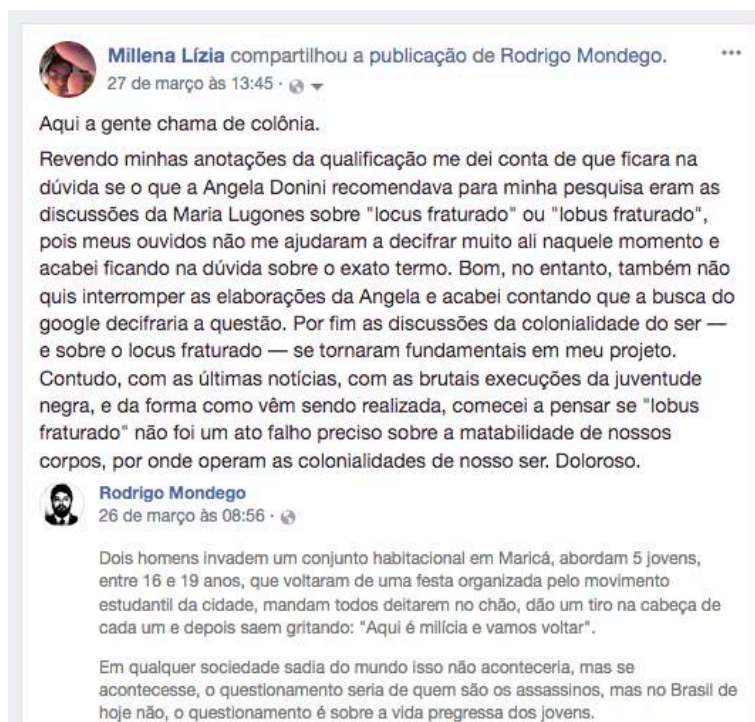 Millena Lízia compartilhou a publicação de Rodrigo Mondego.
27 de março às 13:45 ·
Aqui a gente chama de colônia.
Revendo minhas anotações da qualificação me dei conta de que ficara na
dúvida se o que a Angela Donini recomendava para minha pesquisa eram as
discussões da Maria Lugones sobre "locus fraturado" ou "lobus fraturado",
pois meus ouvidos não me ajudaram a decifrar muito ali naquele momento e
acabei ficando na dúvida sobre o exato termo. Bom, no entanto, também não
quis interromper as elaborações da Angela e acabei contando que a busca do
google decifraria a questão. Por fim as discussões da colonialidade do ser —
e sobre o locus fraturado — se tornaram fundamentais em meu projeto.
Contudo, com as últimas notícias, com as brutais execuções da juventude
negra, e da forma como vêm sendo realizada, comecei a pensar se "lobus
fraturado" não foi um ato falho preciso sobre a matabilidade de nossos
corpos, por onde operam as colonialidades de nosso ser. Doloroso.
Rodrigo Mondego
26 de março às 08:56 ·
Dois homens invadem um conjunto habitacional em Maricá, abordam 5 jovens,
entre 16 e 19 anos, que voltaram de uma festa organizada pelo movimento
estudantil da cidade, mandam todos deitarem no chão, dão um tiro na cabeça de
cada um e depois saem gritando: "Aqui é milícia e vamos voltar".
Em qualquer sociedade sadia do mundo isso não aconteceria, mas se
acontecesse, o questionamento seria de quem são os assassinos, mas no Brasil de
hoje não, o questionamento é sobre a vida pregressa dos jovens.